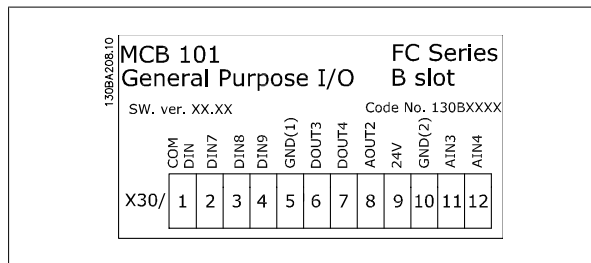 130BA208.10
MCB 101 FC Series
General Purpose I/O B slot
SW. ver. XX.XX Code No. 130BXXXX
COM DIN DIN7 DIN8 DIN9 GND(1) DOUT3 DOUT4 AOUT2 24V GND(2) AIN3 AIN4
X30/ 1 2 3 4 5 6 7 8 9 10 11 12